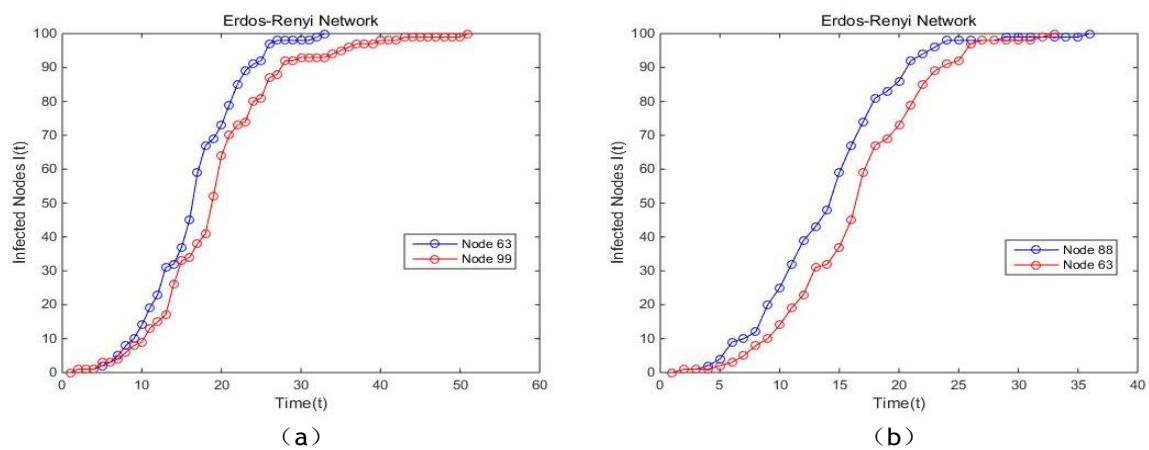 Erdos-Renyi Network
100
90
80
70
60
50
40
30
20
10
0
Infected Nodes I(t)
Node 63
Node 99
0 10 20 30 40 50 60
Time(t)
（a）
Erdos-Renyi Network
100
90
80
70
60
50
40
30
20
10
0
Infected Nodes I(t)
Node 88
Node 63
0 5 10 15 20 25 30 35 40
Time(t)
（b）